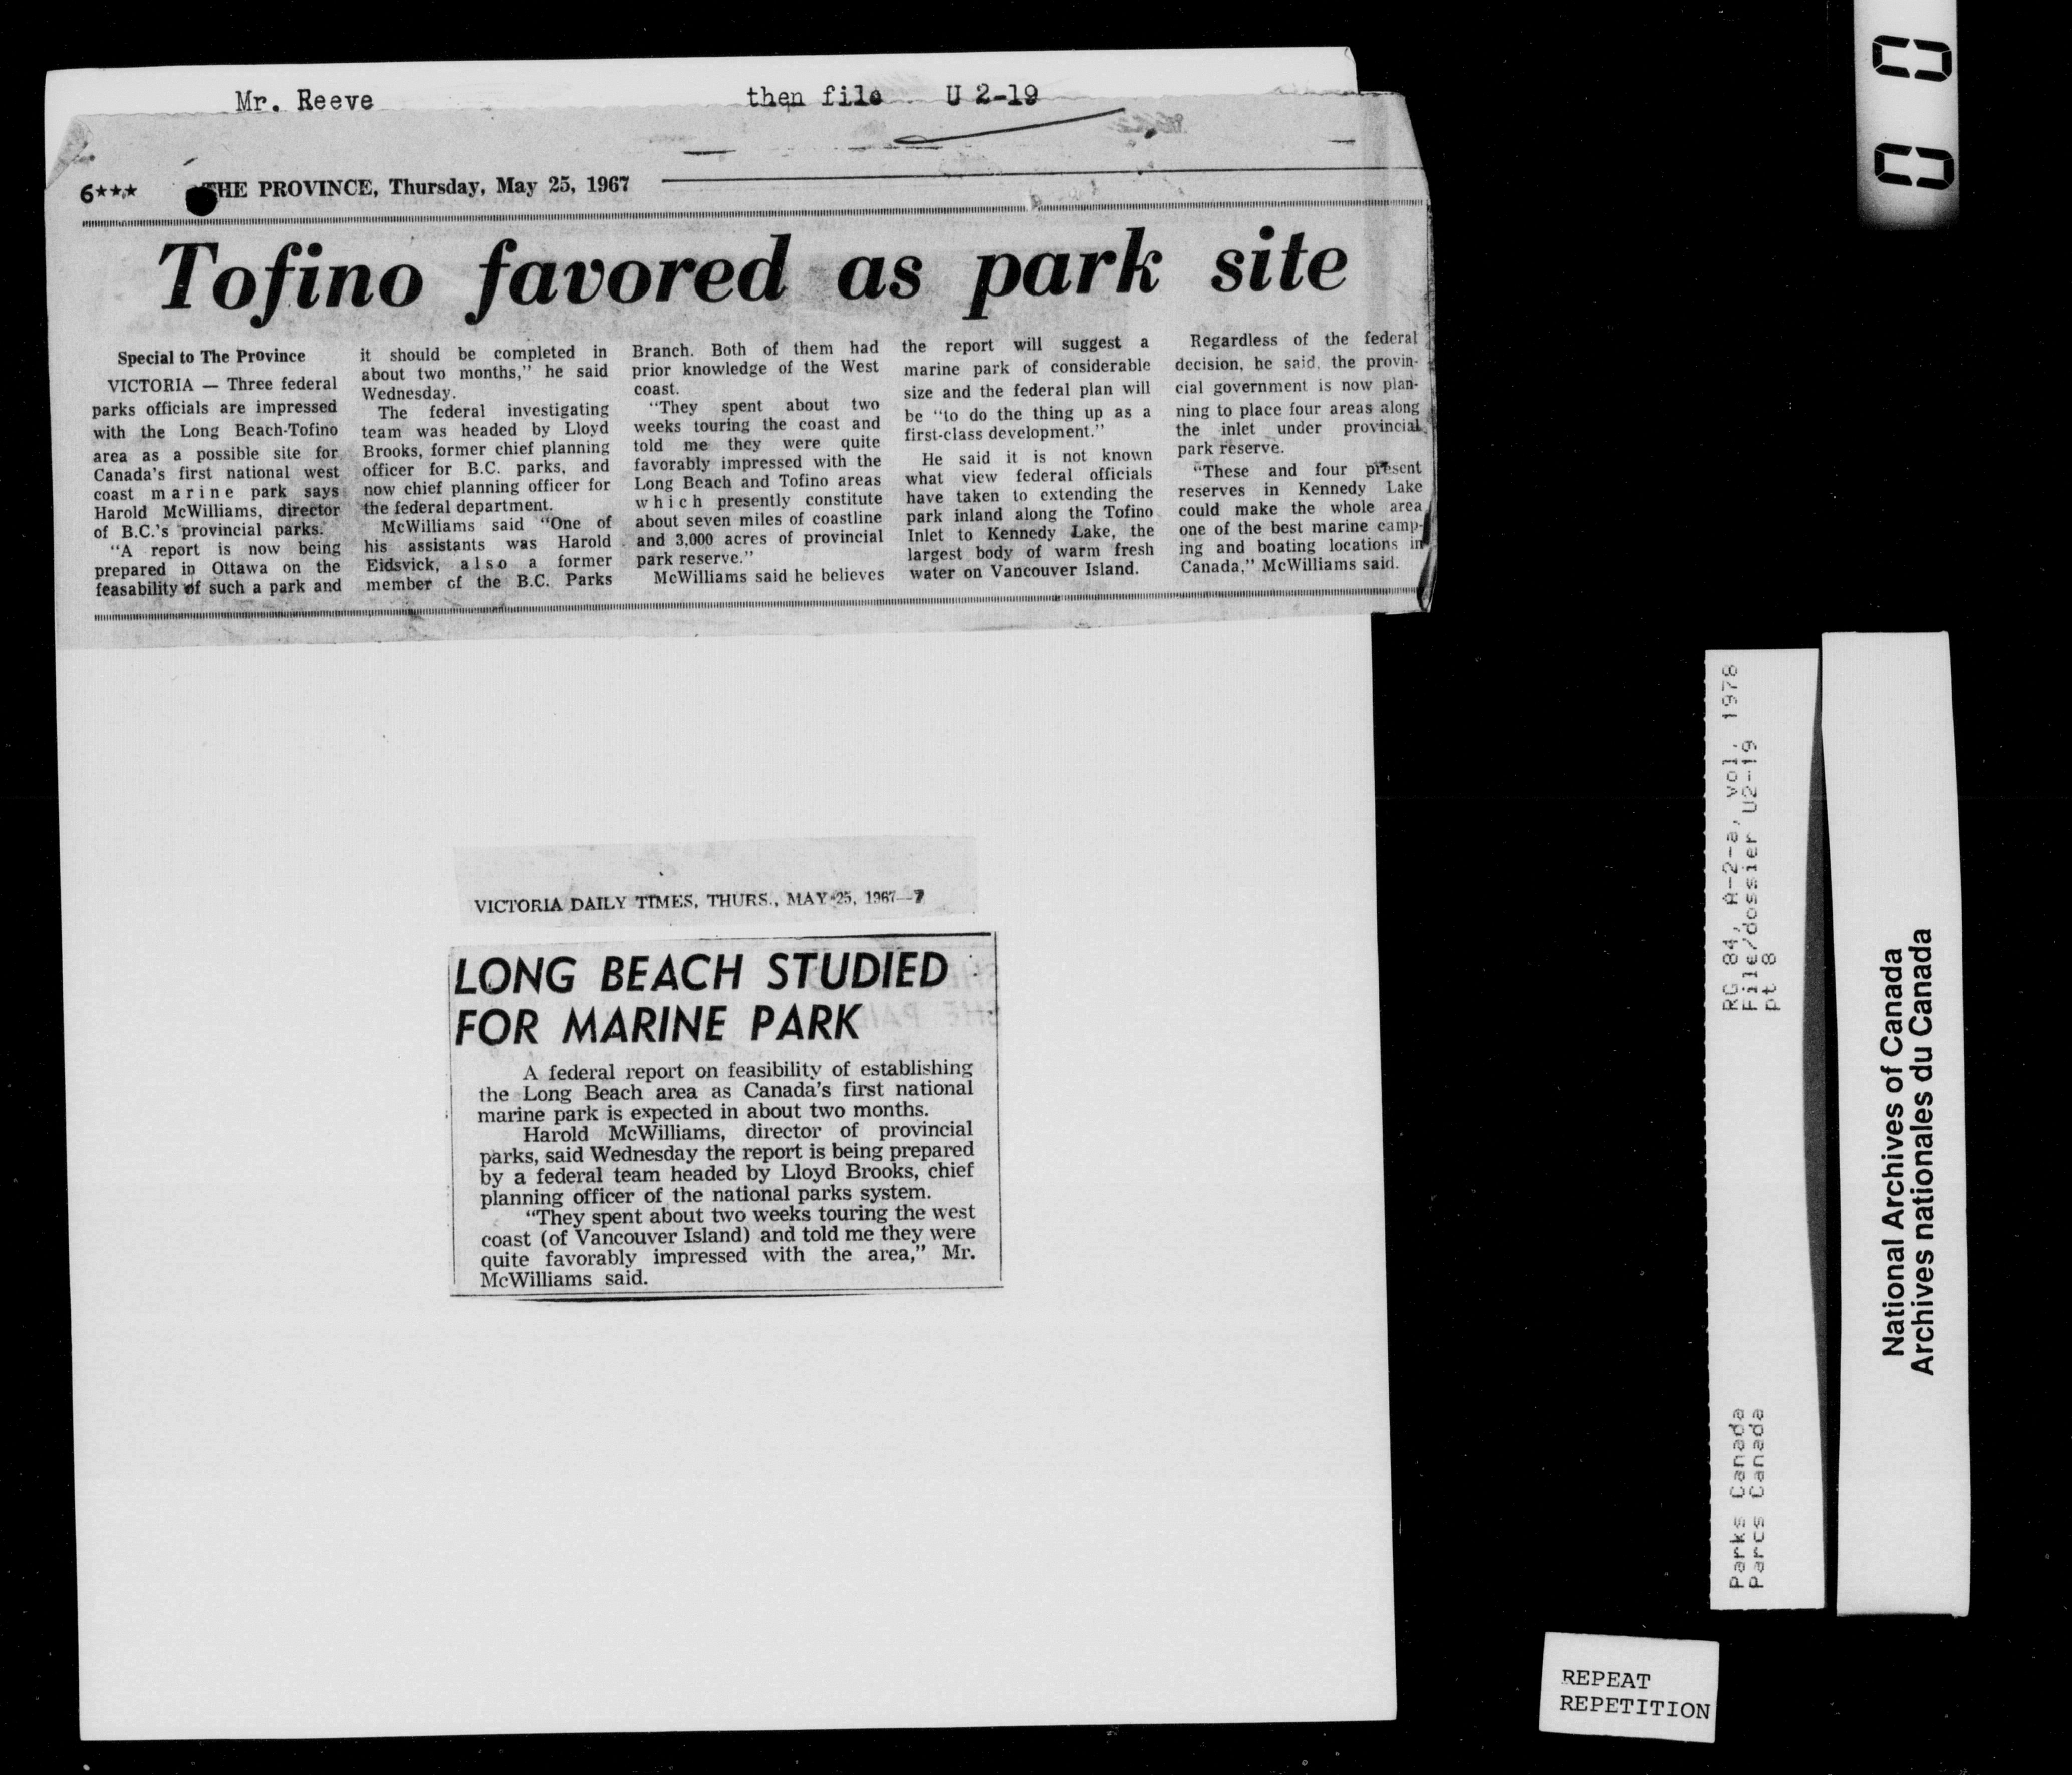 Mr. Reeve then file U 2-19
6★★★ THE PROVINCE, Thursday, May 25, 1967
Tofino favored as park site
Special to The Province
VICTORIA — Three federal
parks officials are impressed
with the Long Beach-Tofino
area as a possible site for
Canada's first national west
coast marine park says
Harold McWilliams, director
of B.C.'s provincial parks.
"A report is now being
prepared in Ottawa on the
feasability of such a park and
it should be completed in
about two months," he said
Wednesday.
The federal investigating
team was headed by Lloyd
Brooks, former chief planning
officer for B.C. parks, and
now chief planning officer for
the federal department.
McWilliams said "One of
his assistants was Harold
Eidsvick, also a former
member of the B.C. Parks
Branch. Both of them had
prior knowledge of the West
coast.
"They spent about two
weeks touring the coast and
told me they were quite
favorably impressed with the
Long Beach and Tofino areas
which presently constitute
about seven miles of coastline
and 3,000 acres of provincial
park reserve."
McWilliams said he believes
the report will suggest a
marine park of considerable
size and the federal plan will
be "to do the thing up as a
first-class development."
He said it is not known
what view federal officials
have taken to extending the
park inland along the Tofino
Inlet to Kennedy Lake, the
largest body of warm fresh
water on Vancouver Island.
Regardless of the federal
decision, he said, the provin-
cial government is now plan-
ning to place four areas along
the inlet under provincial
park reserve.
"These and four present
reserves in Kennedy Lake
could make the whole area
one of the best marine camp-
ing and boating locations in
Canada," McWilliams said.
VICTORIA DAILY TIMES, THURS., MAY 25, 1967—7
LONG BEACH STUDIED
FOR MARINE PARK
A federal report on feasibility of establishing
the Long Beach area as Canada's first national
marine park is expected in about two months.
Harold McWilliams, director of provincial
parks, said Wednesday the report is being prepared
by a federal team headed by Lloyd Brooks, chief
planning officer of the national parks system.
"They spent about two weeks touring the west
coast (of Vancouver Island) and told me they were
quite favorably impressed with the area," Mr.
McWilliams said.
RG 84, A-2-a, vol. 1978
File/dossier U2-19
pt 8
Parks Canada
Parcs Canada
National Archives of Canada
Archives nationales du Canada
REPEAT
REPETITION